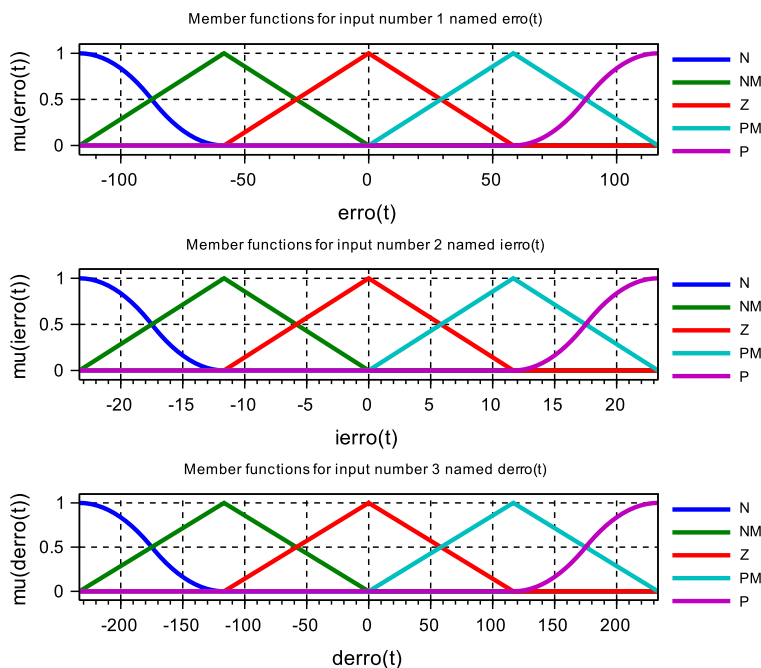 Member functions for input number 1 named erro(t)
mu(erro(t))
1
0.5
0
-100
-50
0
50
100
erro(t)
N
NM
Z
PM
P
Member functions for input number 2 named ierro(t)
mu(ierro(t))
1
0.5
0
-20
-15
-10
-5
0
5
10
15
20
ierro(t)
N
NM
Z
PM
P
Member functions for input number 3 named derro(t)
mu(derro(t))
1
0.5
0
-200
-150
-100
-50
0
50
100
150
200
derro(t)
N
NM
Z
PM
P